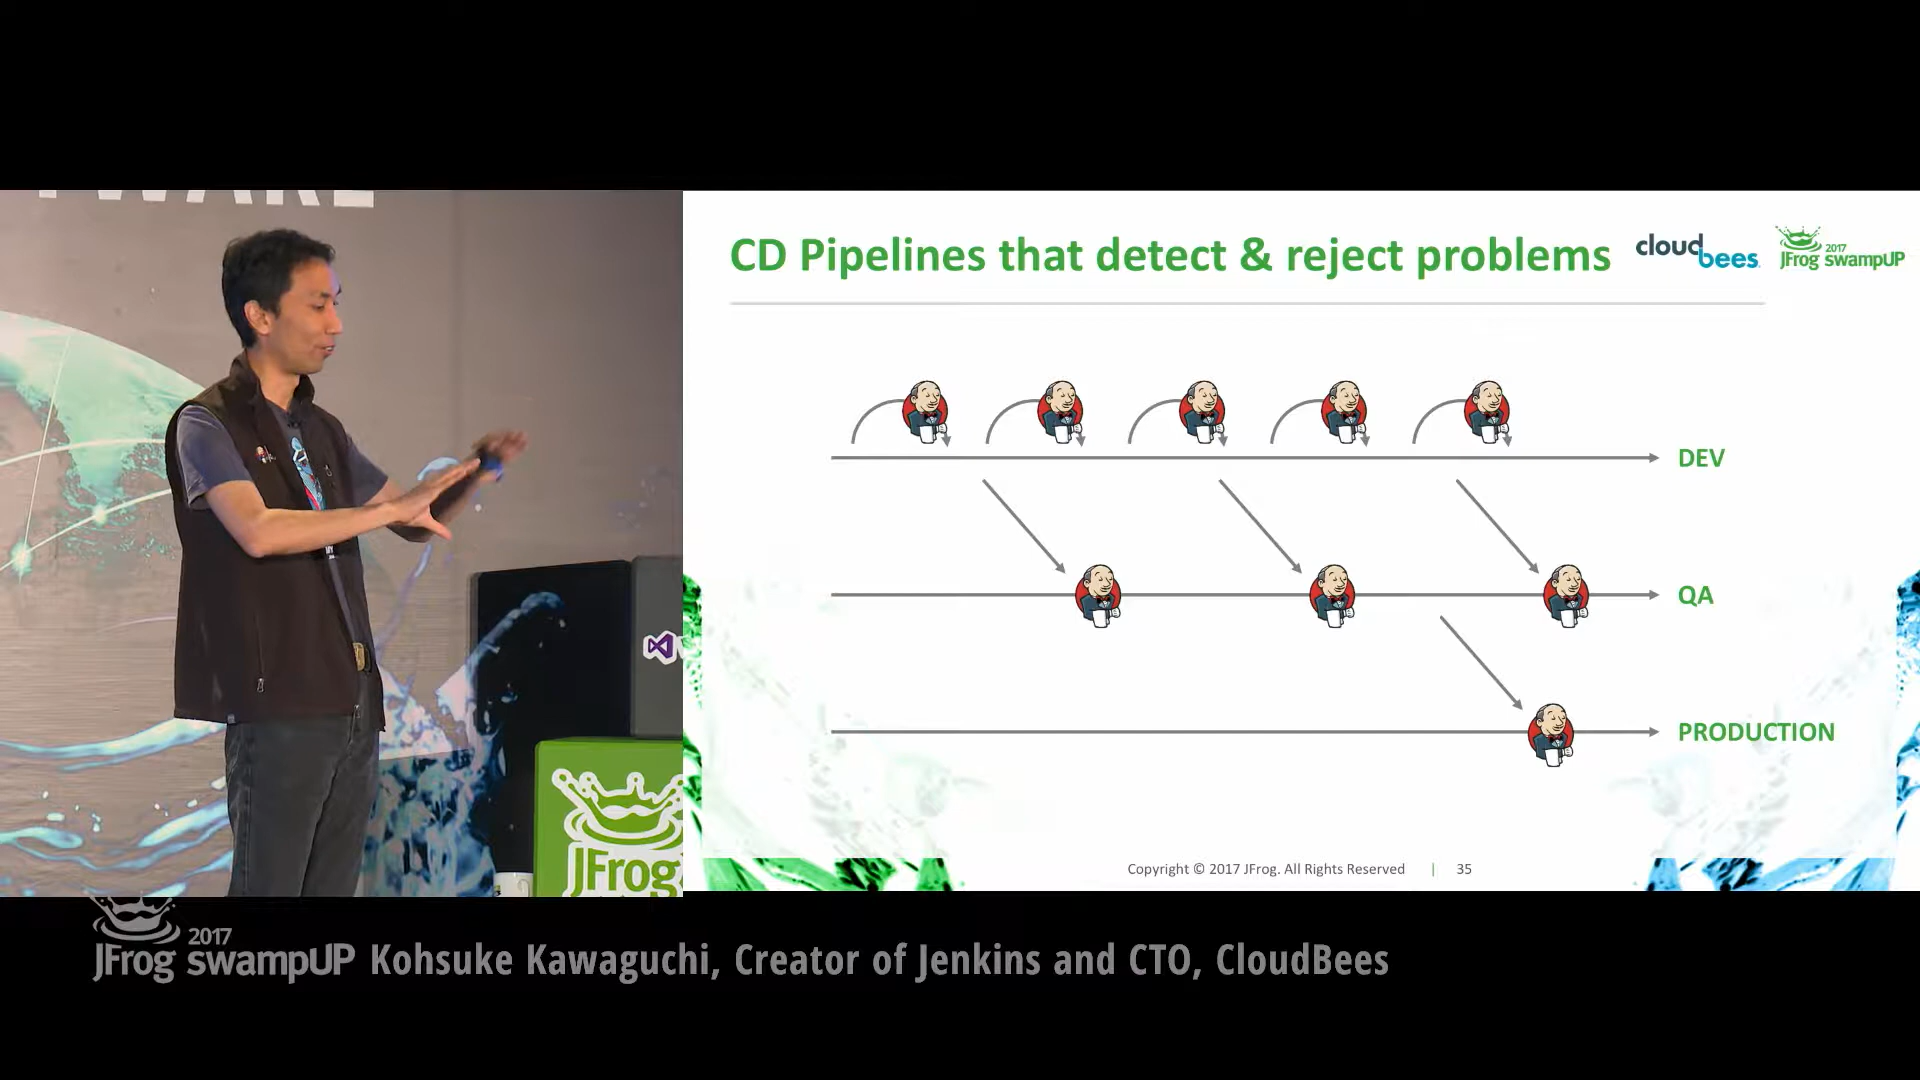 CD Pipelines that detect & reject problems
cloudbees
2017
JFrog swampUP
DEV
QA
PRODUCTION
JFrog
Copyright © 2017 JFrog. All Rights Reserved | 35
2017
JFrog swampUP Kohsuke Kawaguchi, Creator of Jenkins and CTO, CloudBees